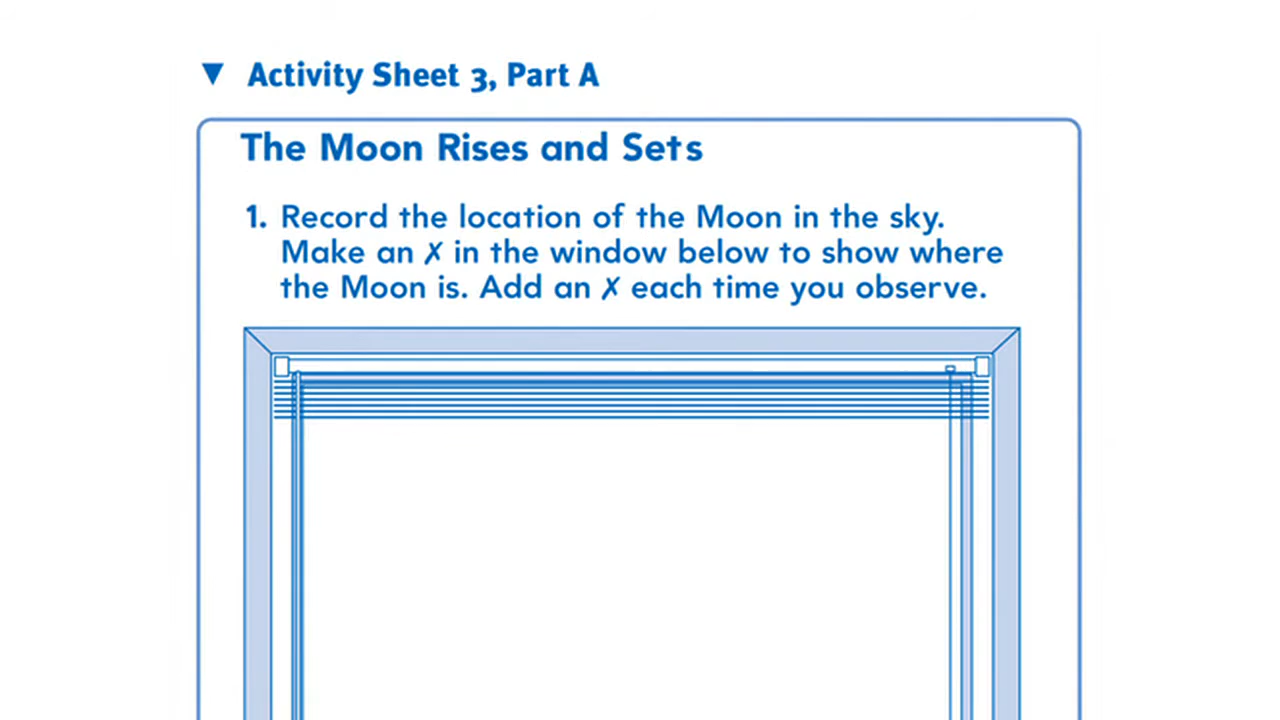 ▼ Activity Sheet 3, Part A
The Moon Rises and Sets
1. Record the location of the Moon in the sky.
Make an ✗ in the window below to show where
the Moon is. Add an ✗ each time you observe.